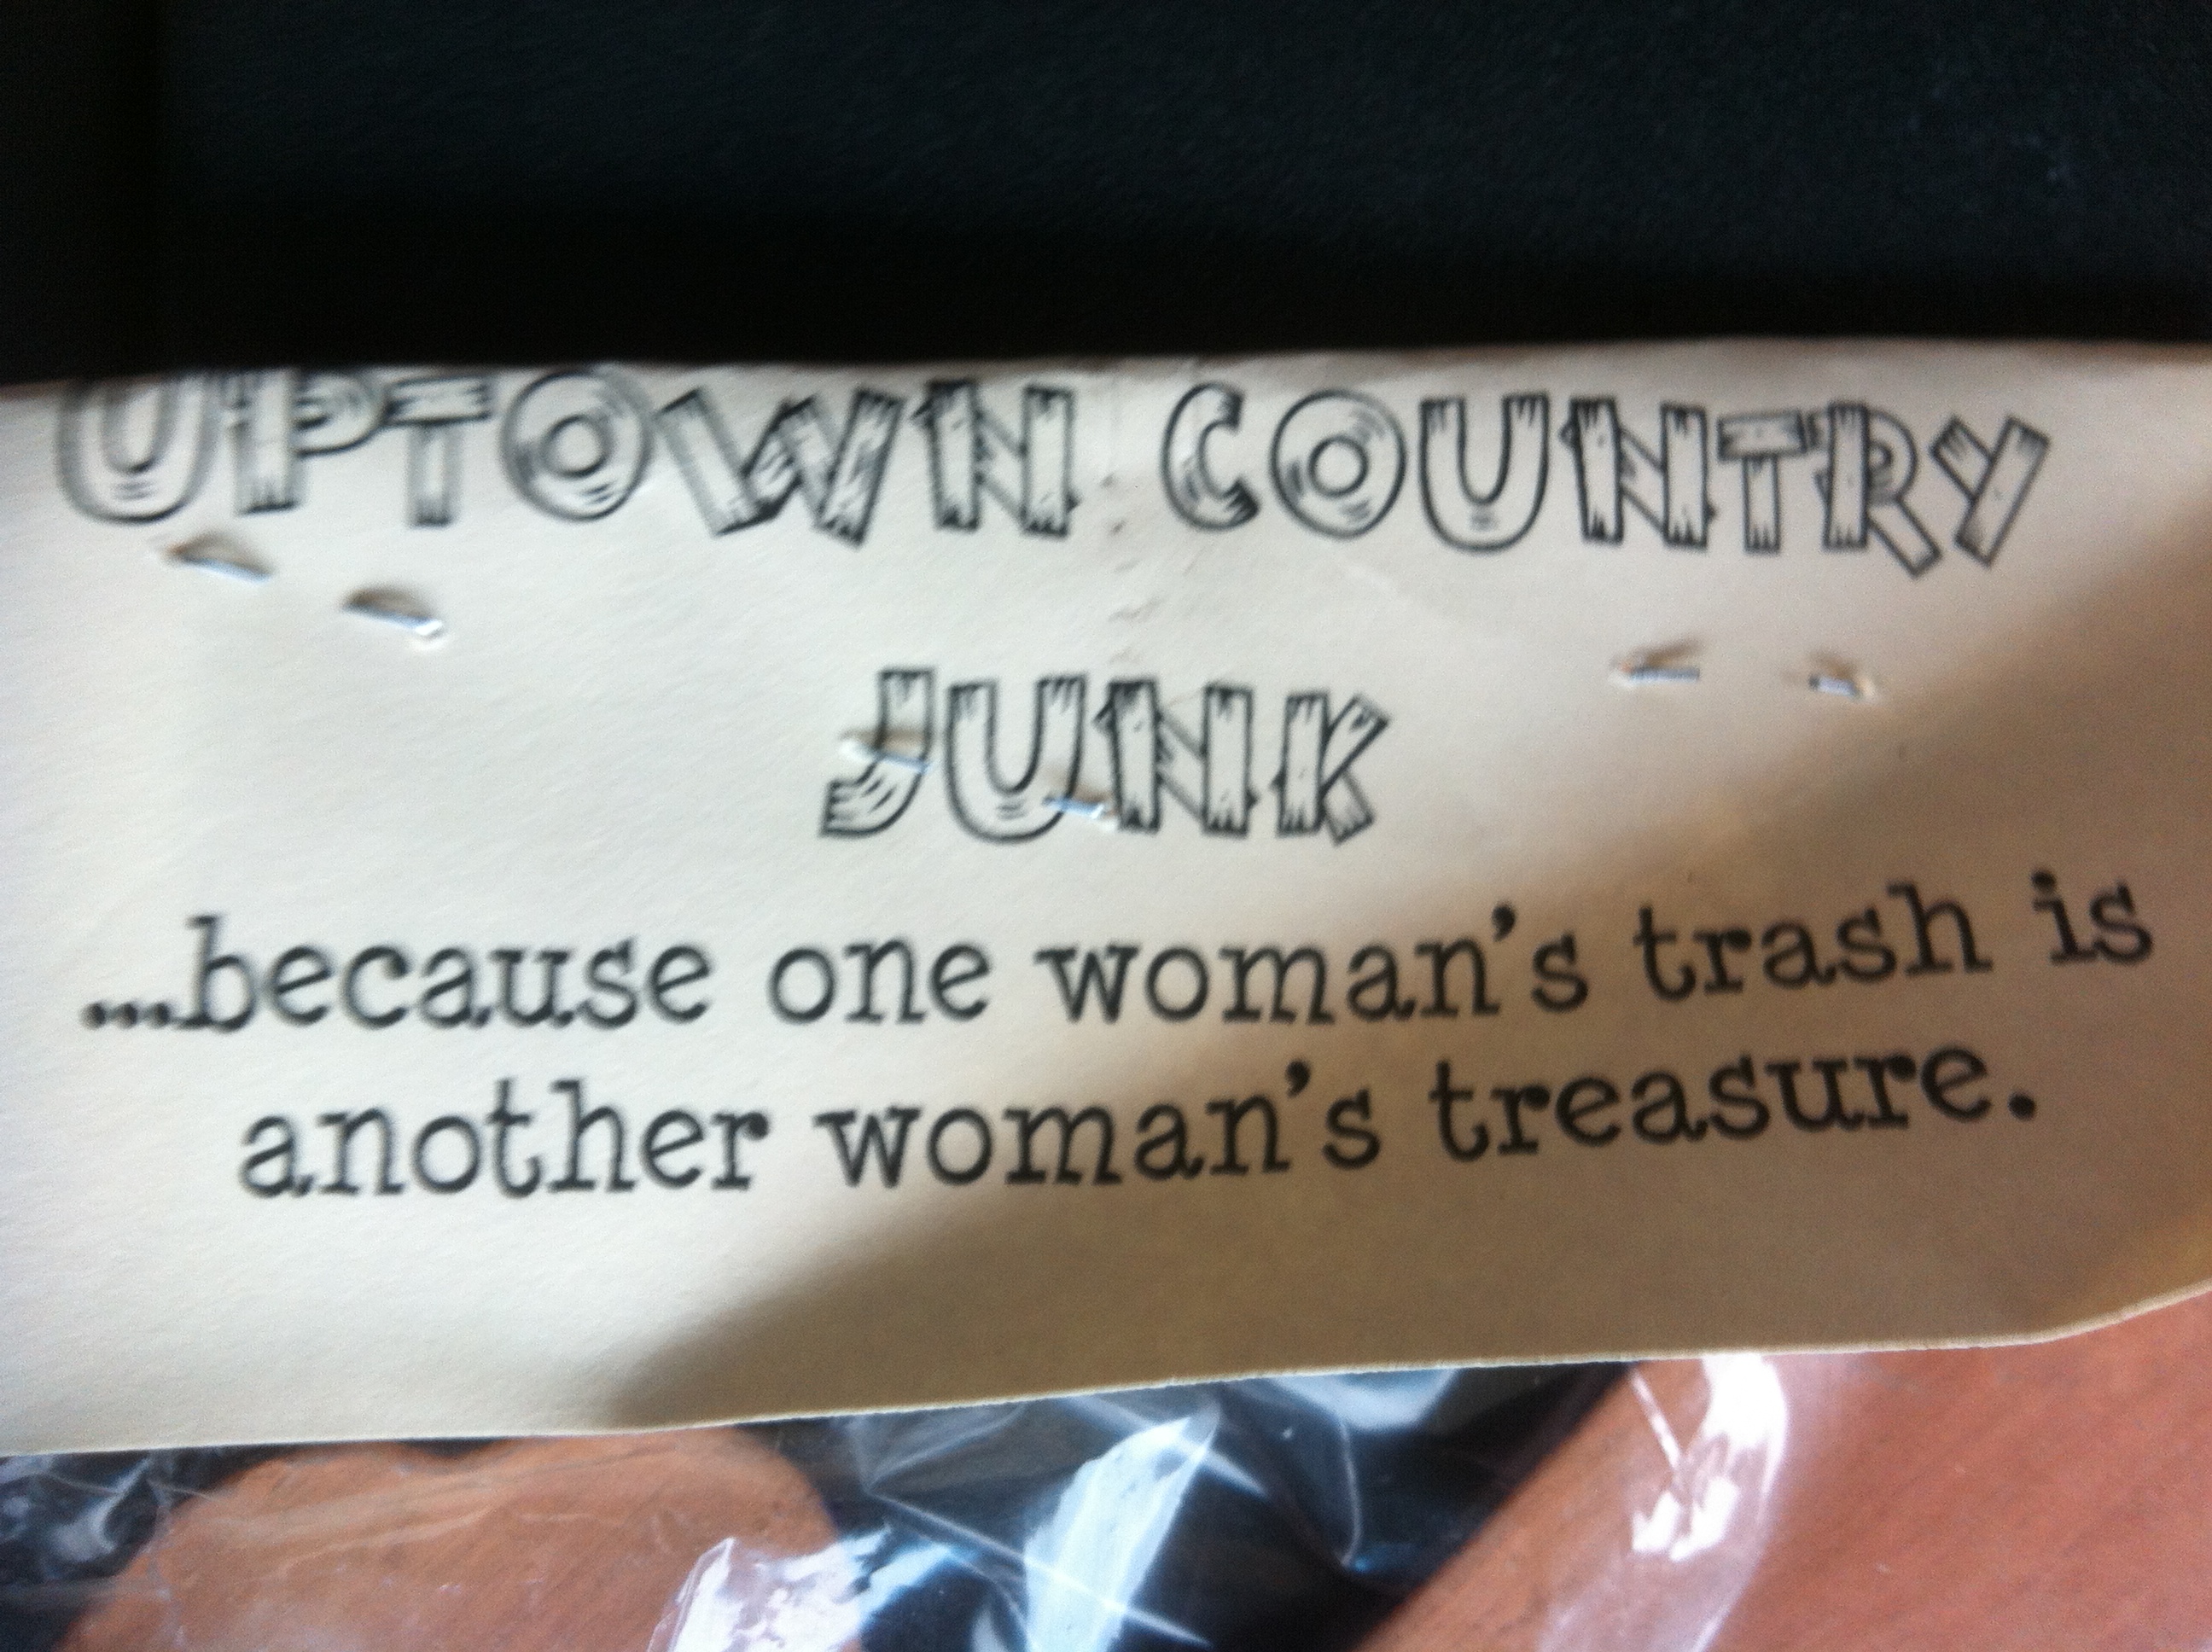 UPTOWN COUNTRY
JUNK
...because one woman's trash is
another woman's treasure.